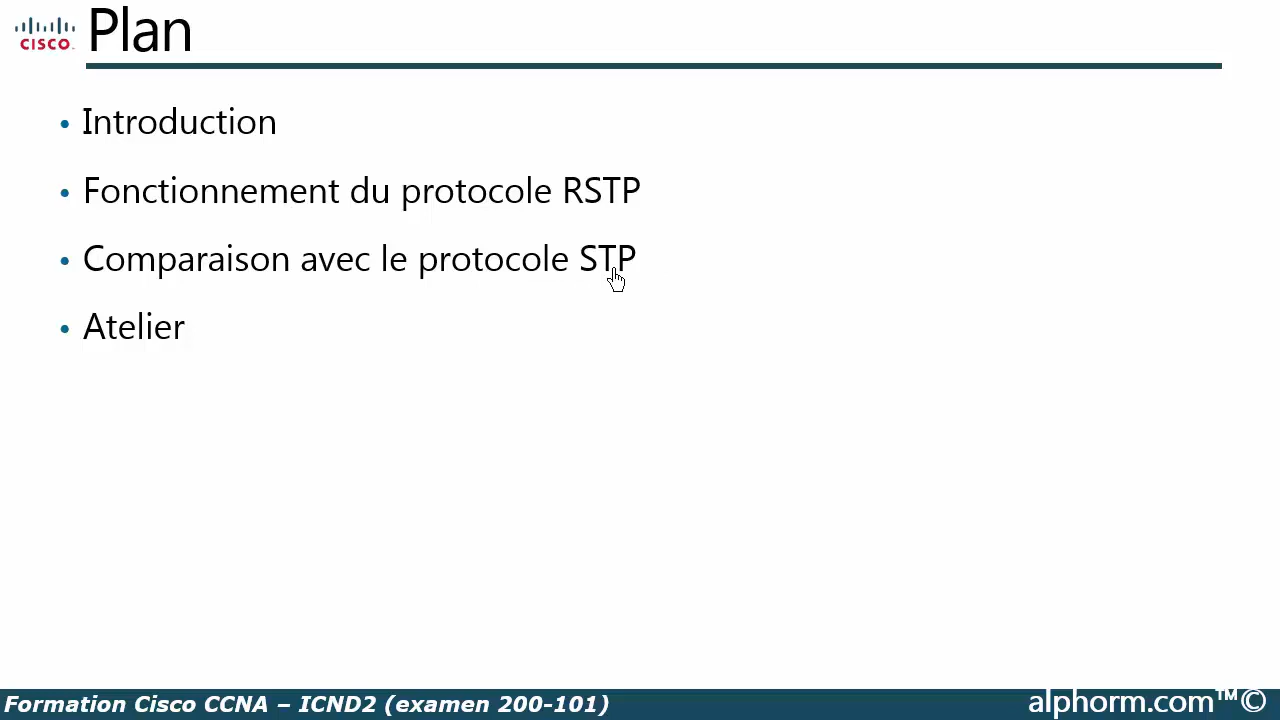 CISCO
Plan
• Introduction
• Fonctionnement du protocole RSTP
• Comparaison avec le protocole STP
• Atelier
Formation Cisco CCNA – ICND2 (examen 200-101)
alphorm.com™©